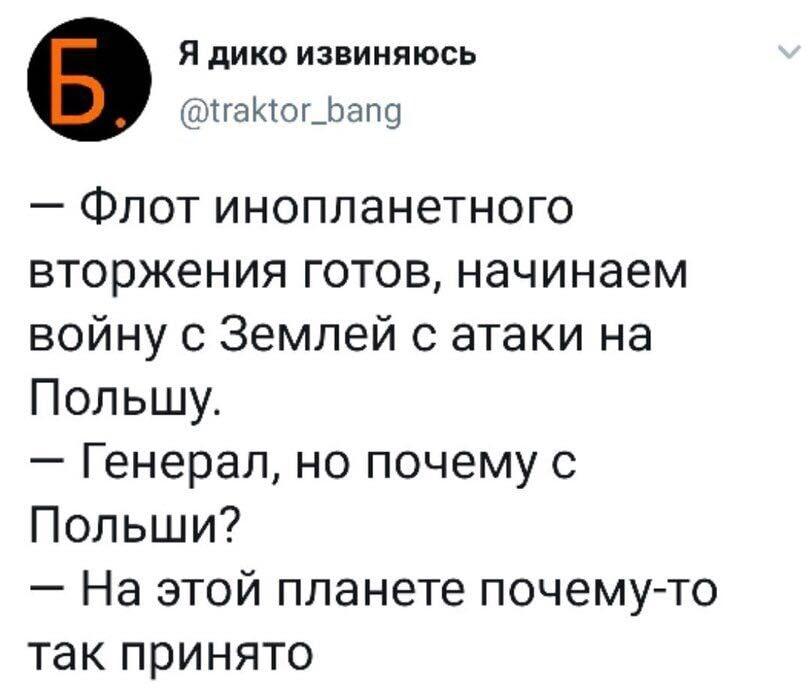 Б.
Я дико извиняюсь
@traktor_bang
— Флот инопланетного
вторжения готов, начинаем
войну с Землей с атаки на
Польшу.
— Генерал, но почему с
Польши?
— На этой планете почему-то
так принято